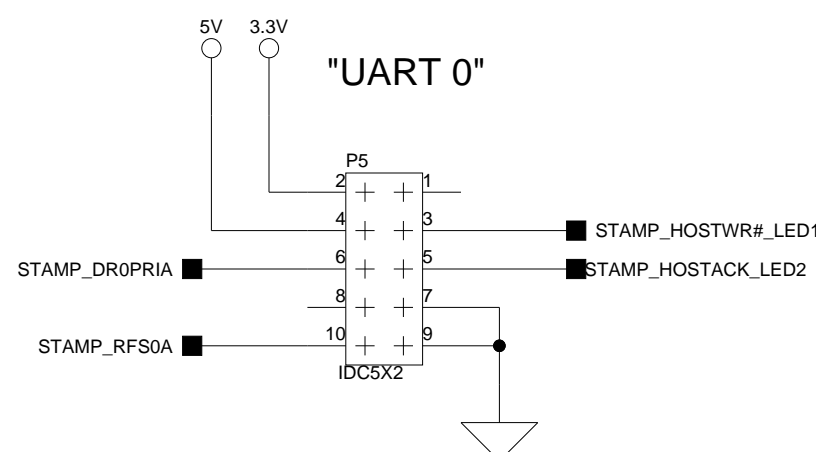 5V 3.3V
"UART 0"
P5
2 1
4 3 STAMP_HOSTWR#_LED1
STAMP_DR0PRIA 6 5 STAMP_HOSTACK_LED2
8 7
STAMP_RFS0A 10 9
IDC5X2